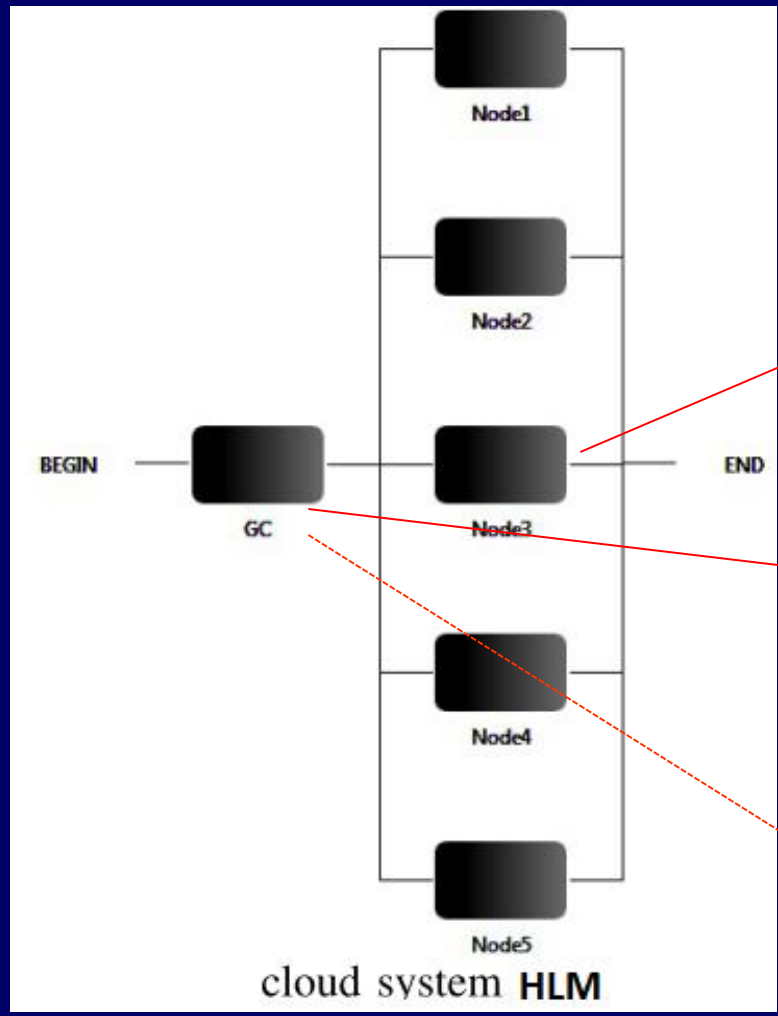 Node1
Node2
BEGIN
END
GC
Node3
Node4
Node5
cloud system HLM